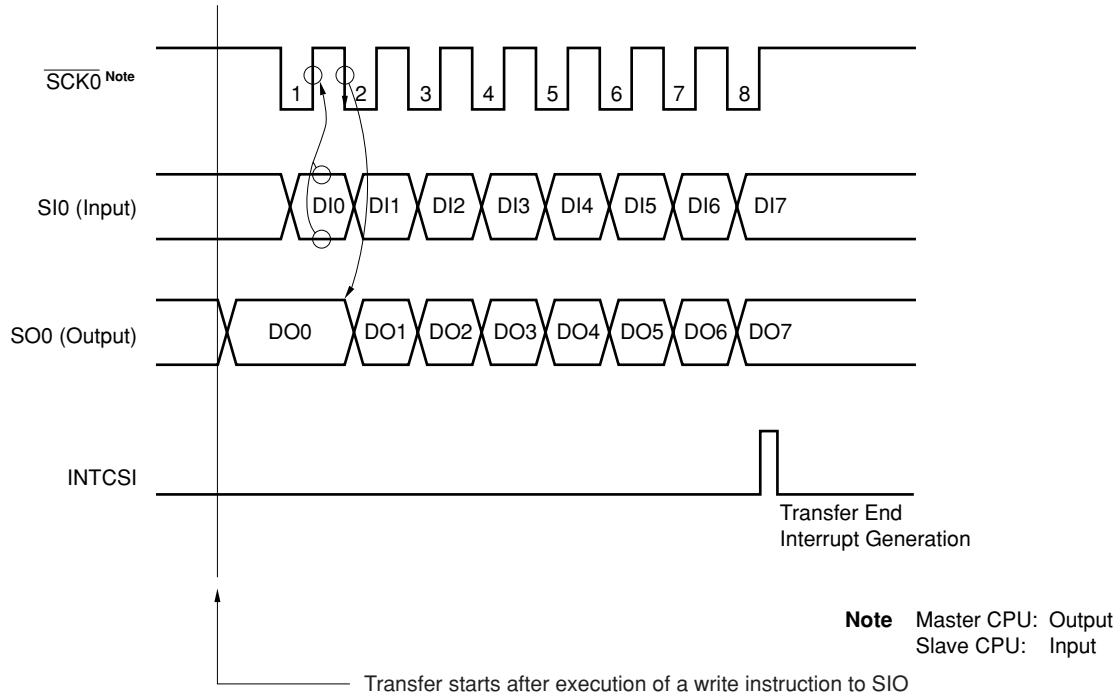 SCK0 Note
1 2 3 4 5 6 7 8
SI0 (Input)
DI0 DI1 DI2 DI3 DI4 DI5 DI6 DI7
SO0 (Output)
DO0 DO1 DO2 DO3 DO4 DO5 DO6 DO7
INTCSI
Transfer End
Interrupt Generation
Note Master CPU: Output
Slave CPU: Input
Transfer starts after execution of a write instruction to SIO